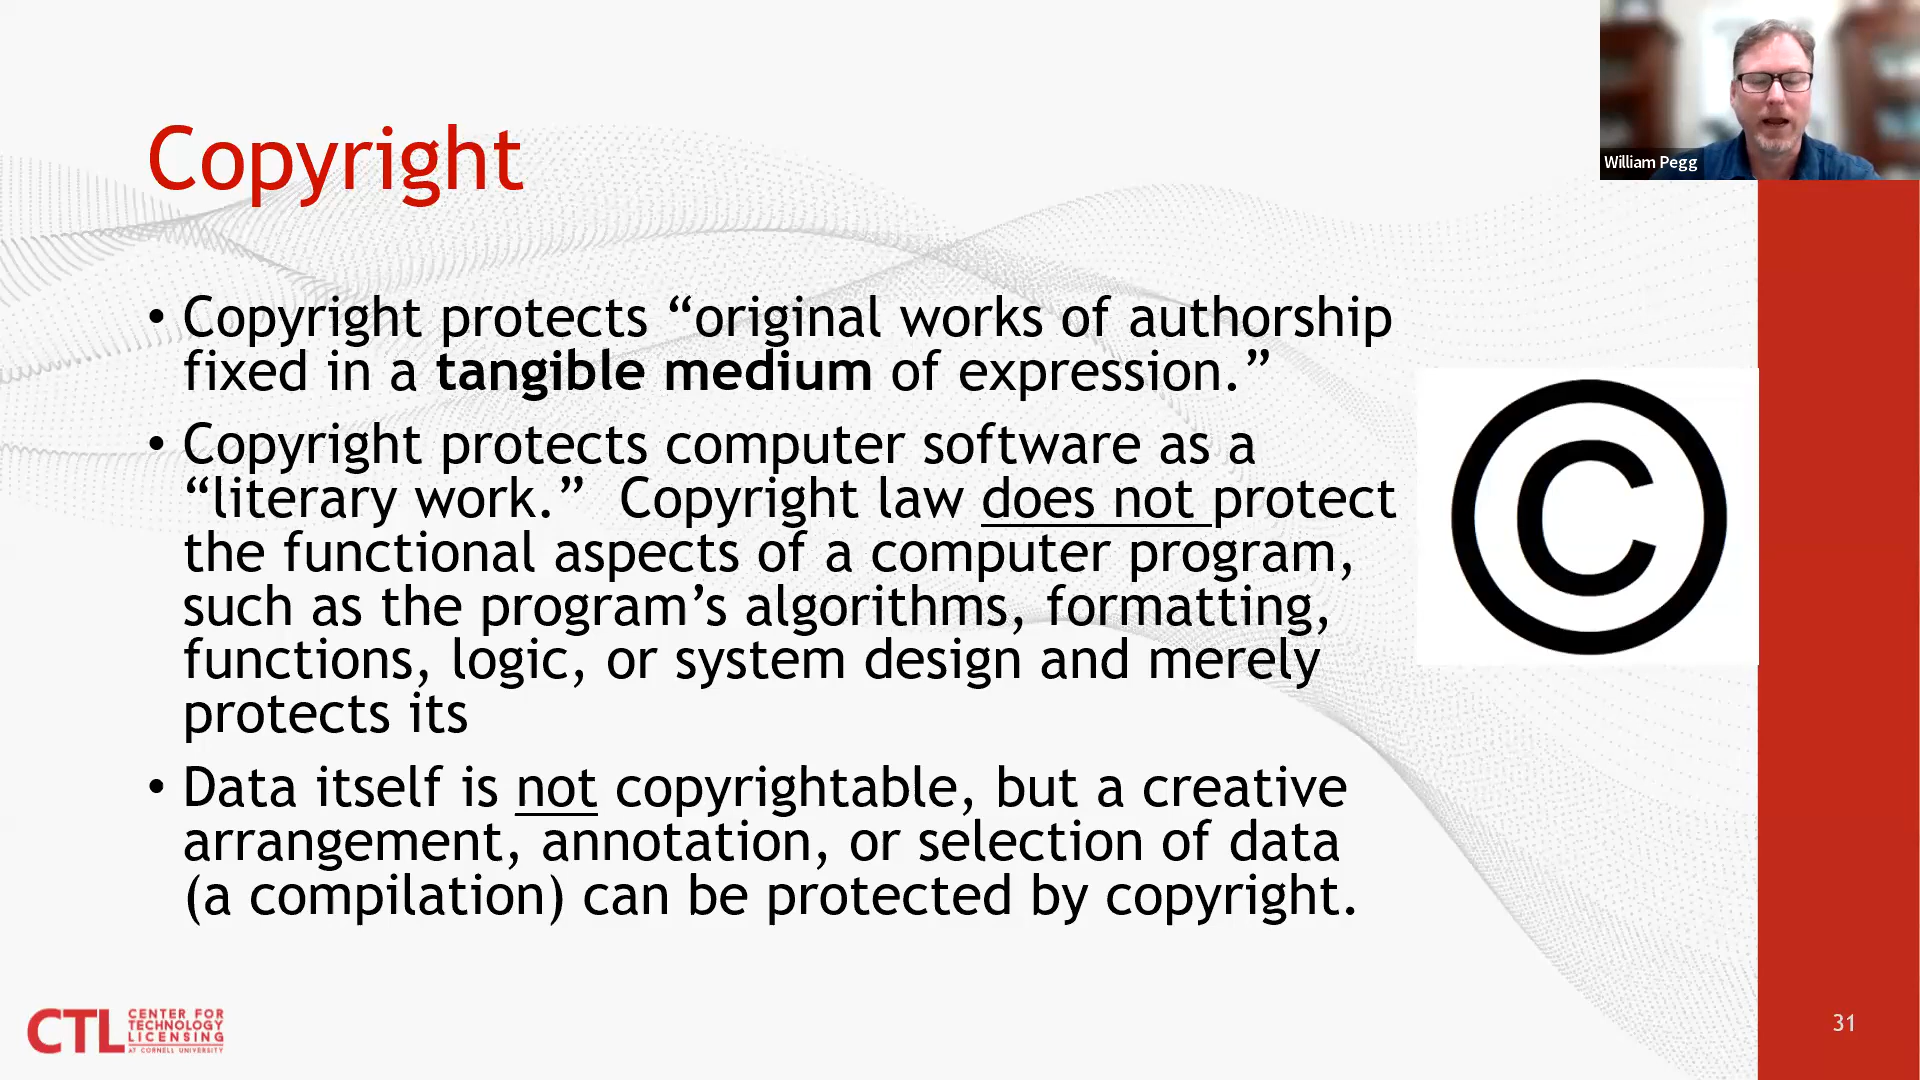 William Pegg
Copyright
• Copyright protects “original works of authorship
fixed in a tangible medium of expression.”
• Copyright protects computer software as a
“literary work.”  Copyright law does not protect
the functional aspects of a computer program,
such as the program’s algorithms, formatting,
functions, logic, or system design and merely
protects its
• Data itself is not copyrightable, but a creative
arrangement, annotation, or selection of data
(a compilation) can be protected by copyright.
©
CTL
CENTER FOR
TECHNOLOGY
LICENSING
AT CORNELL UNIVERSITY
31